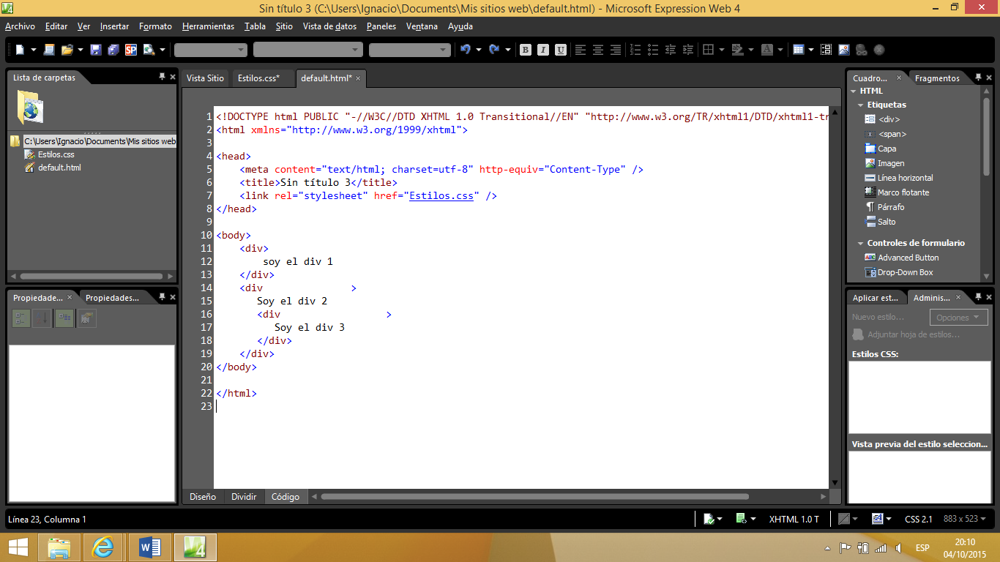 Sin título 3 (C:\Users\Ignacio\Documents\Mis sitios web\default.html) - Microsoft Expression Web 4
Archivo Editar Ver Insertar Formato Herramientas Tabla Sitio Vista de datos Paneles Ventana Ayuda
Lista de carpetas
C:\Users\Ignacio\Documents\Mis sitios web
Estilos.css
default.html
Propiedade... Propiedades...
Vista Sitio Estilos.css* default.html*
1 <!DOCTYPE html PUBLIC "-//W3C//DTD XHTML 1.0 Transitional//EN" "http://www.w3.org/TR/xhtml1/DTD/xhtml1-tr
2 <html xmlns="http://www.w3.org/1999/xhtml">
3
4 <head>
5 <meta content="text/html; charset=utf-8" http-equiv="Content-Type" />
6 <title>Sin título 3</title>
7 <link rel="stylesheet" href="Estilos.css" />
8 </head>
9
10 <body>
11 <div>
12 soy el div 1
13 </div>
14 <div >
15 Soy el div 2
16 <div >
17 Soy el div 3
18 </div>
19 </div>
20 </body>
21
22 </html>
23
Diseño Dividir Código
Cuadro... Fragmentos
HTML
Etiquetas
<div>
<span>
Capa
Imagen
Línea horizontal
Marco flotante
Párrafo
Salto
Controles de formulario
Advanced Button
Drop-Down Box
Aplicar est... Adminis...
Nuevo estilo... Opciones
Adjuntar hoja de estilos...
Estilos CSS:
Vista previa del estilo seleccion...
Línea 23, Columna 1
XHTML 1.0 T CSS 2.1 883 x 523
ESP
20:10
04/10/2015